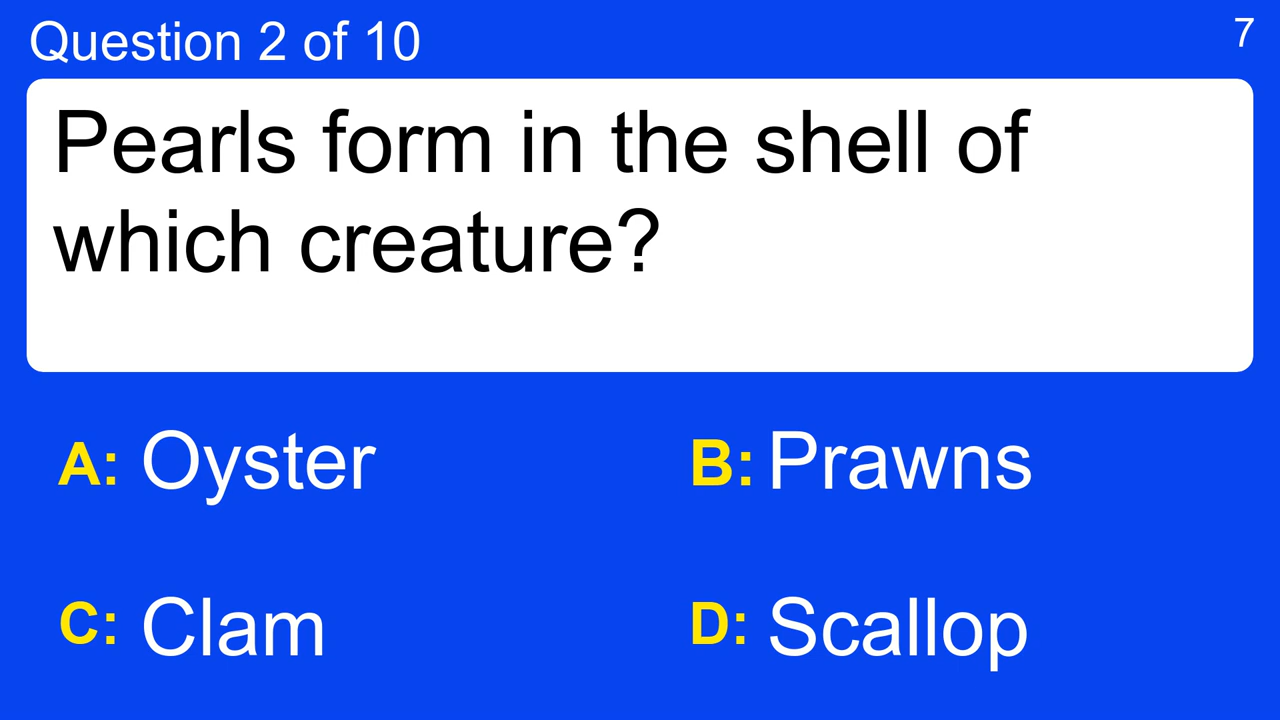 Question 2 of 10
7
Pearls form in the shell of
which creature?
A: Oyster
B: Prawns
C: Clam
D: Scallop